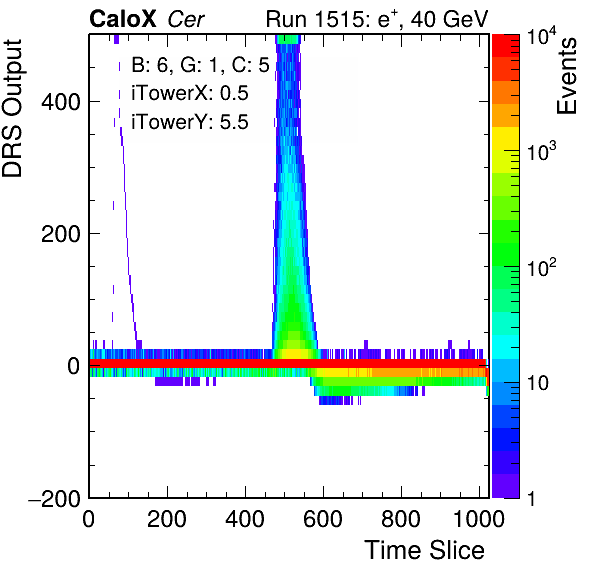 CaloX Cer
Run 1515: e⁺, 40 GeV
B: 6, G: 1, C: 5
iTowerX: 0.5
iTowerY: 5.5
DRS Output
400
200
0
−200
0 200 400 600 800 1000
Time Slice
Events
10⁴
10³
10²
10
1